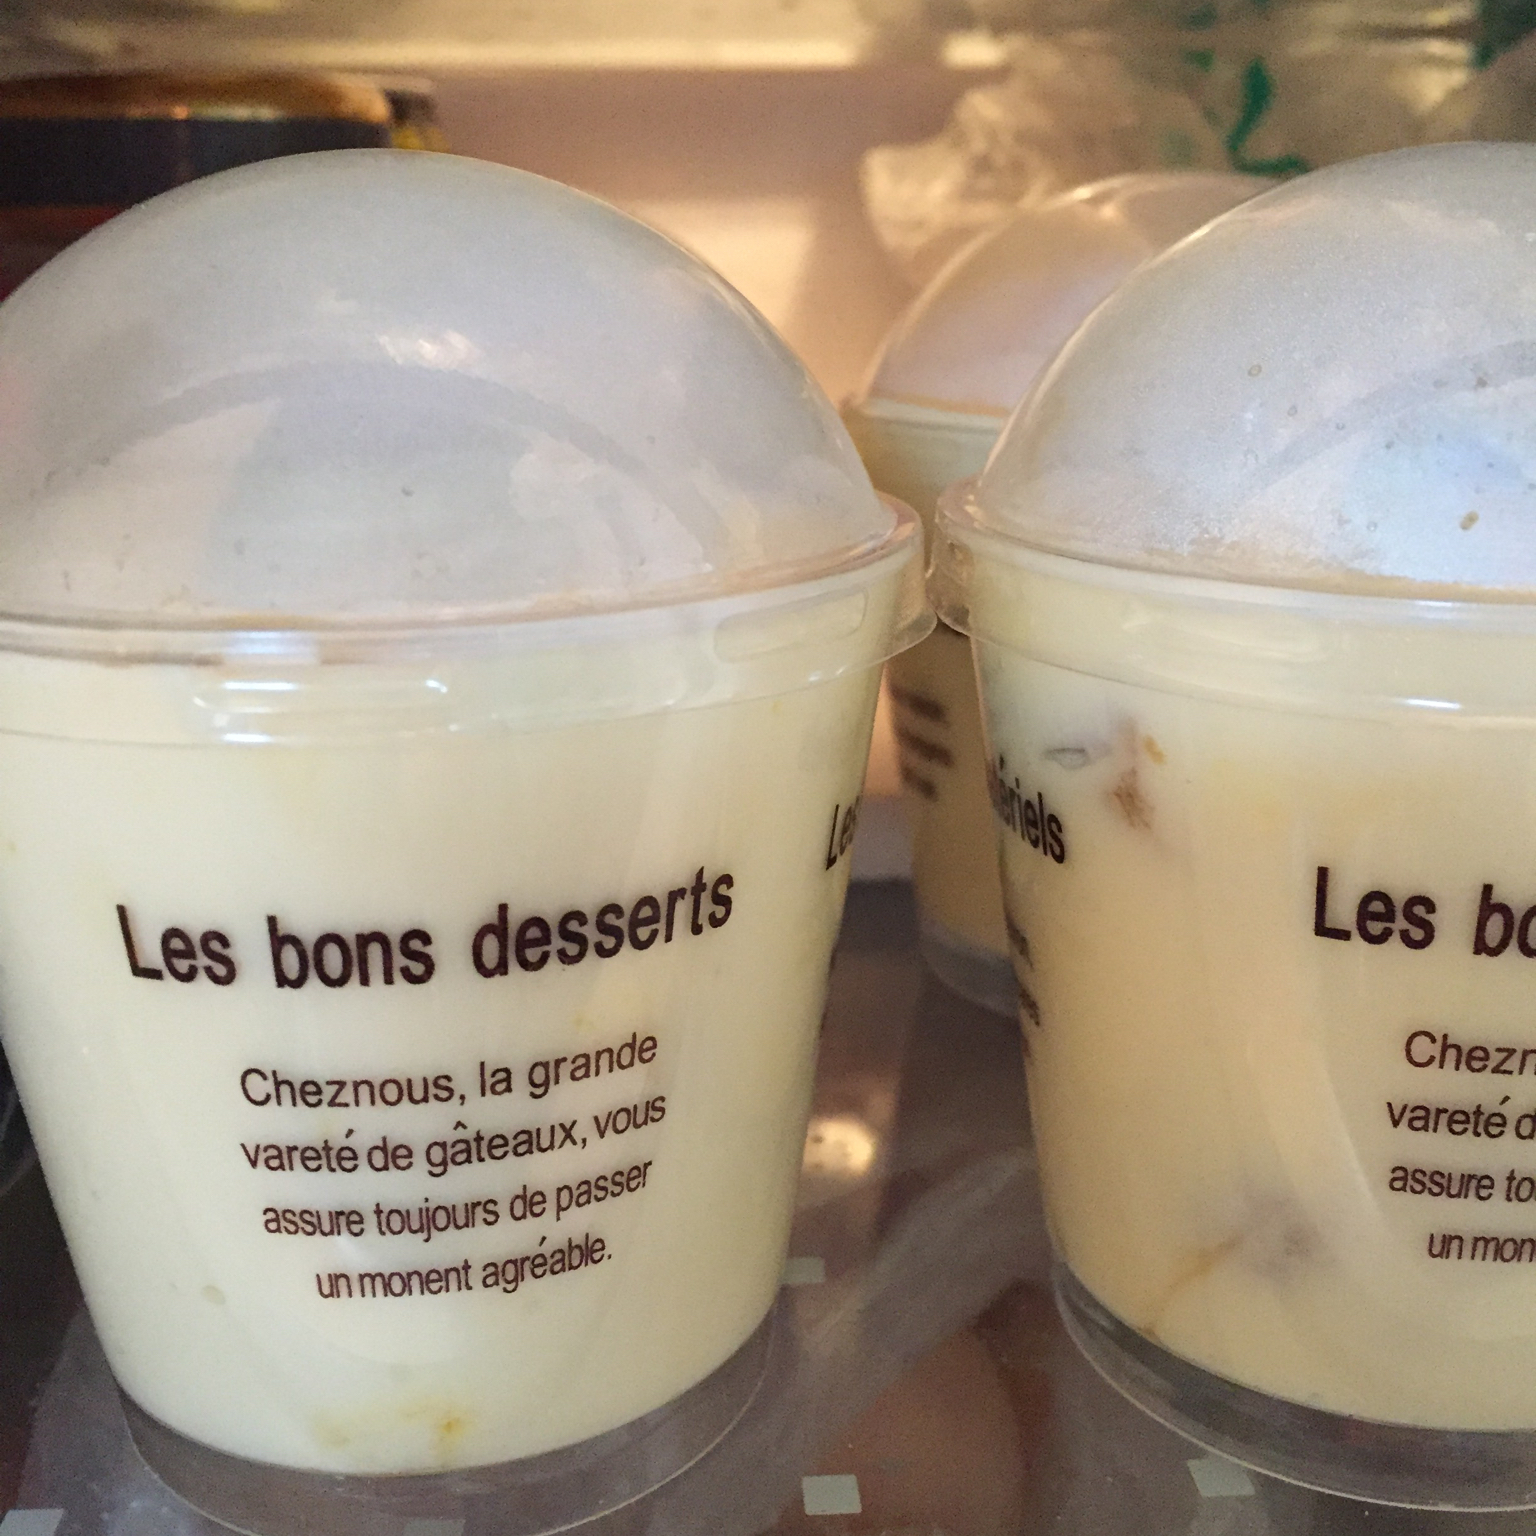 Les bons desserts
Cheznous, la grande
vareté de gâteaux, vous
assure toujours de passer
un monent agréable.
Les
ériels
Les bo
Chezn
vareté d
assure to
un mon